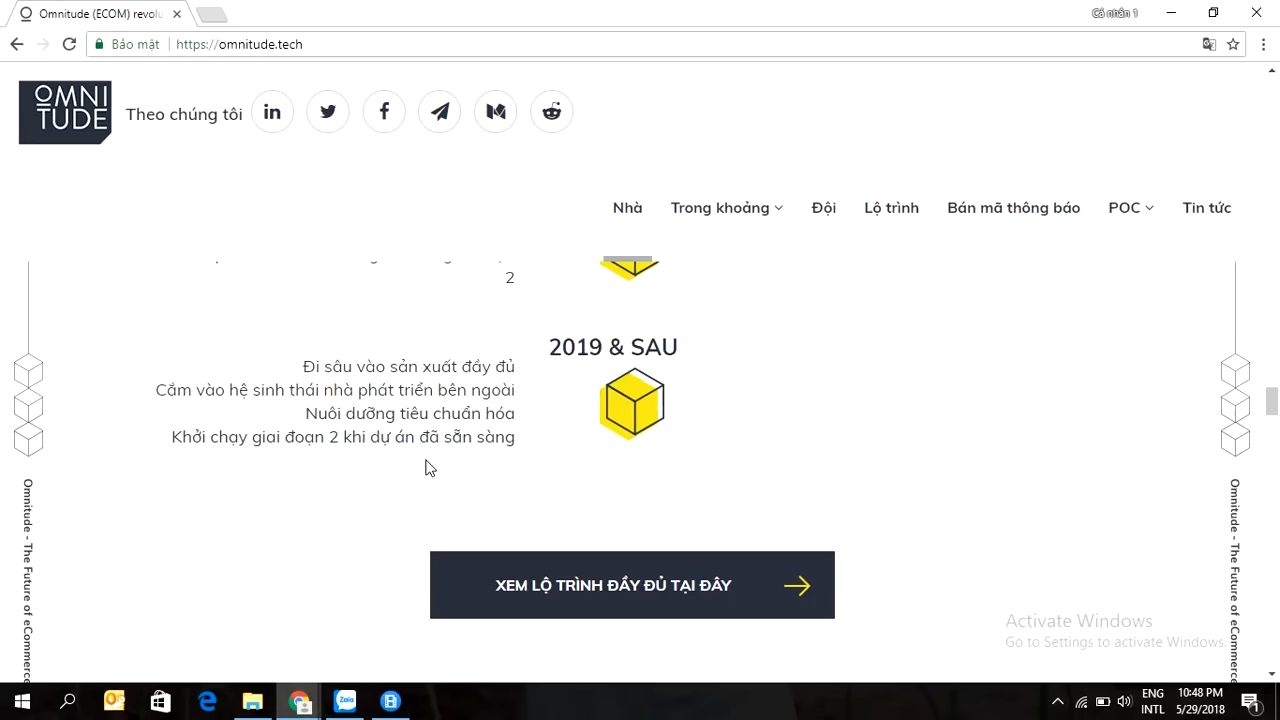 Omnitude (ECOM) revolu
Cá nhân 1
Bảo mật
https://omnitude.tech
OMNI
TUDE
Theo chúng tôi
Nhà
Trong khoảng
Đội
Lộ trình
Bán mã thông báo
POC
Tin tức
2
2019 & SAU
Đi sâu vào sản xuất đầy đủ
Cắm vào hệ sinh thái nhà phát triển bên ngoài
Nuôi dưỡng tiêu chuẩn hóa
Khởi chạy giai đoạn 2 khi dự án đã sẵn sàng
XEM LỘ TRÌNH ĐẦY ĐỦ TẠI ĐÂY
Omnitude - The Future of eCommerce
Omnitude - The Future of eCommerce
Activate Windows
Go to Settings to activate Windows.
Zalo
ENG
INTL
10:48 PM
5/29/2018
1